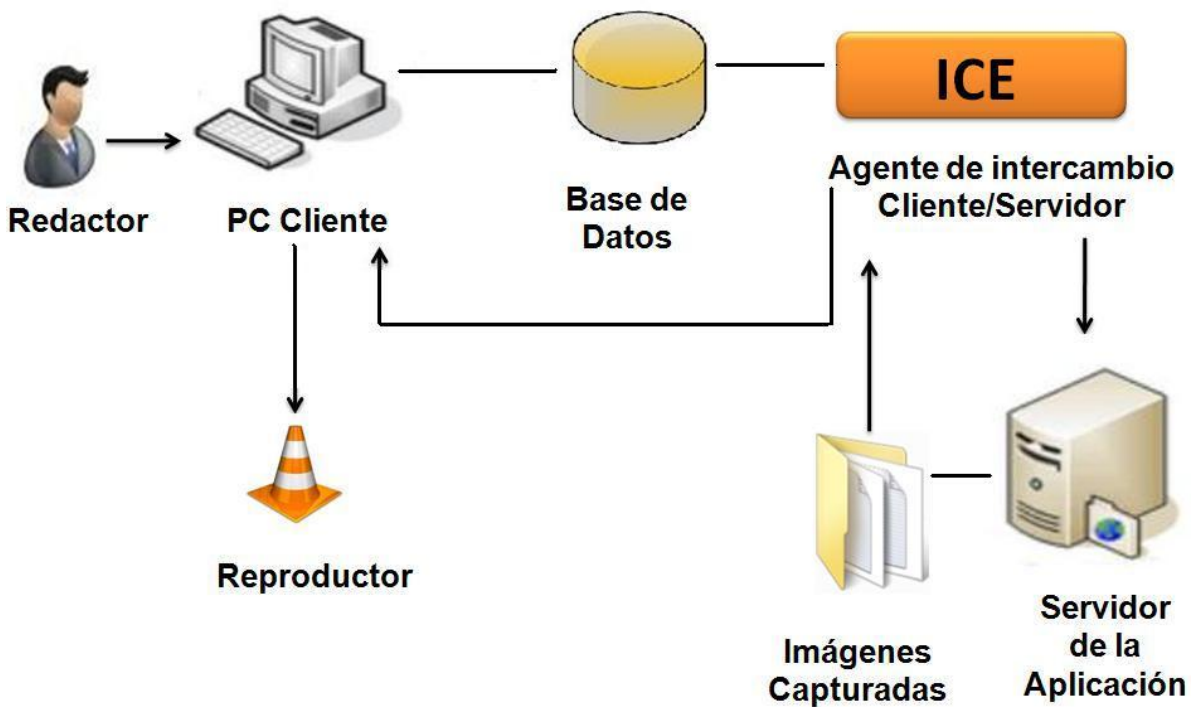 ICE
Agente de intercambio
Cliente/Servidor
Redactor
PC Cliente
Base de
Datos
Reproductor
Imágenes
Capturadas
Servidor
de la
Aplicación